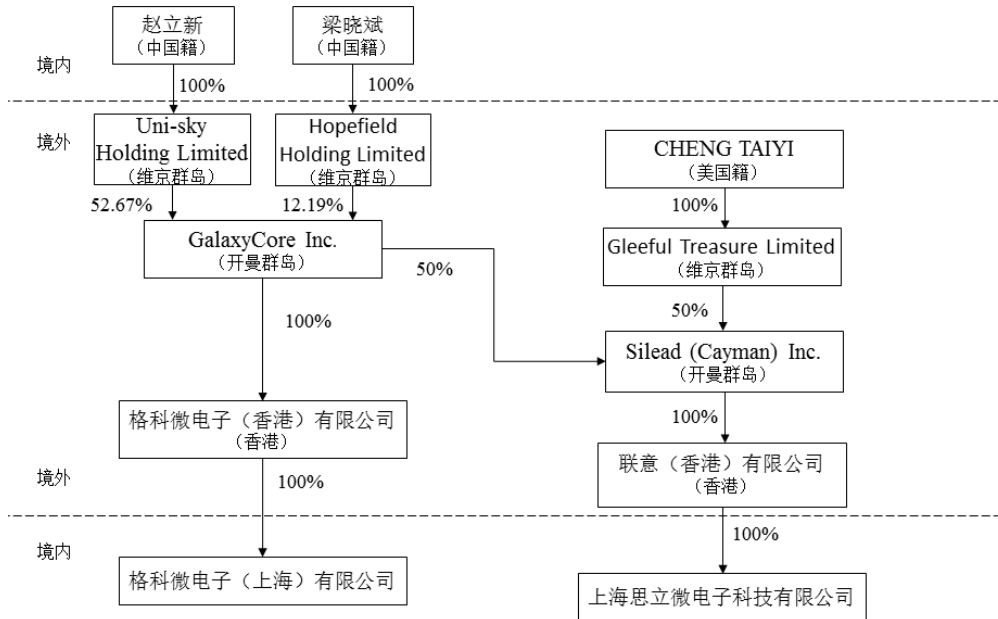 赵立新
（中国籍）
梁晓斌
（中国籍）
境内
100%
100%
境外
Uni-sky
Holding Limited
（维京群岛）
Hopefield
Holding Limited
（维京群岛）
CHENG TAIYI
（美国籍）
52.67%
12.19%
100%
GalaxyCore Inc.
（开曼群岛）
Gleeful Treasure Limited
（维京群岛）
50%
50%
100%
Silead (Cayman) Inc.
（开曼群岛）
格科微电子（香港）有限公司
（香港）
100%
联意（香港）有限公司
（香港）
境外
100%
境内
100%
格科微电子（上海）有限公司
上海思立微电子科技有限公司